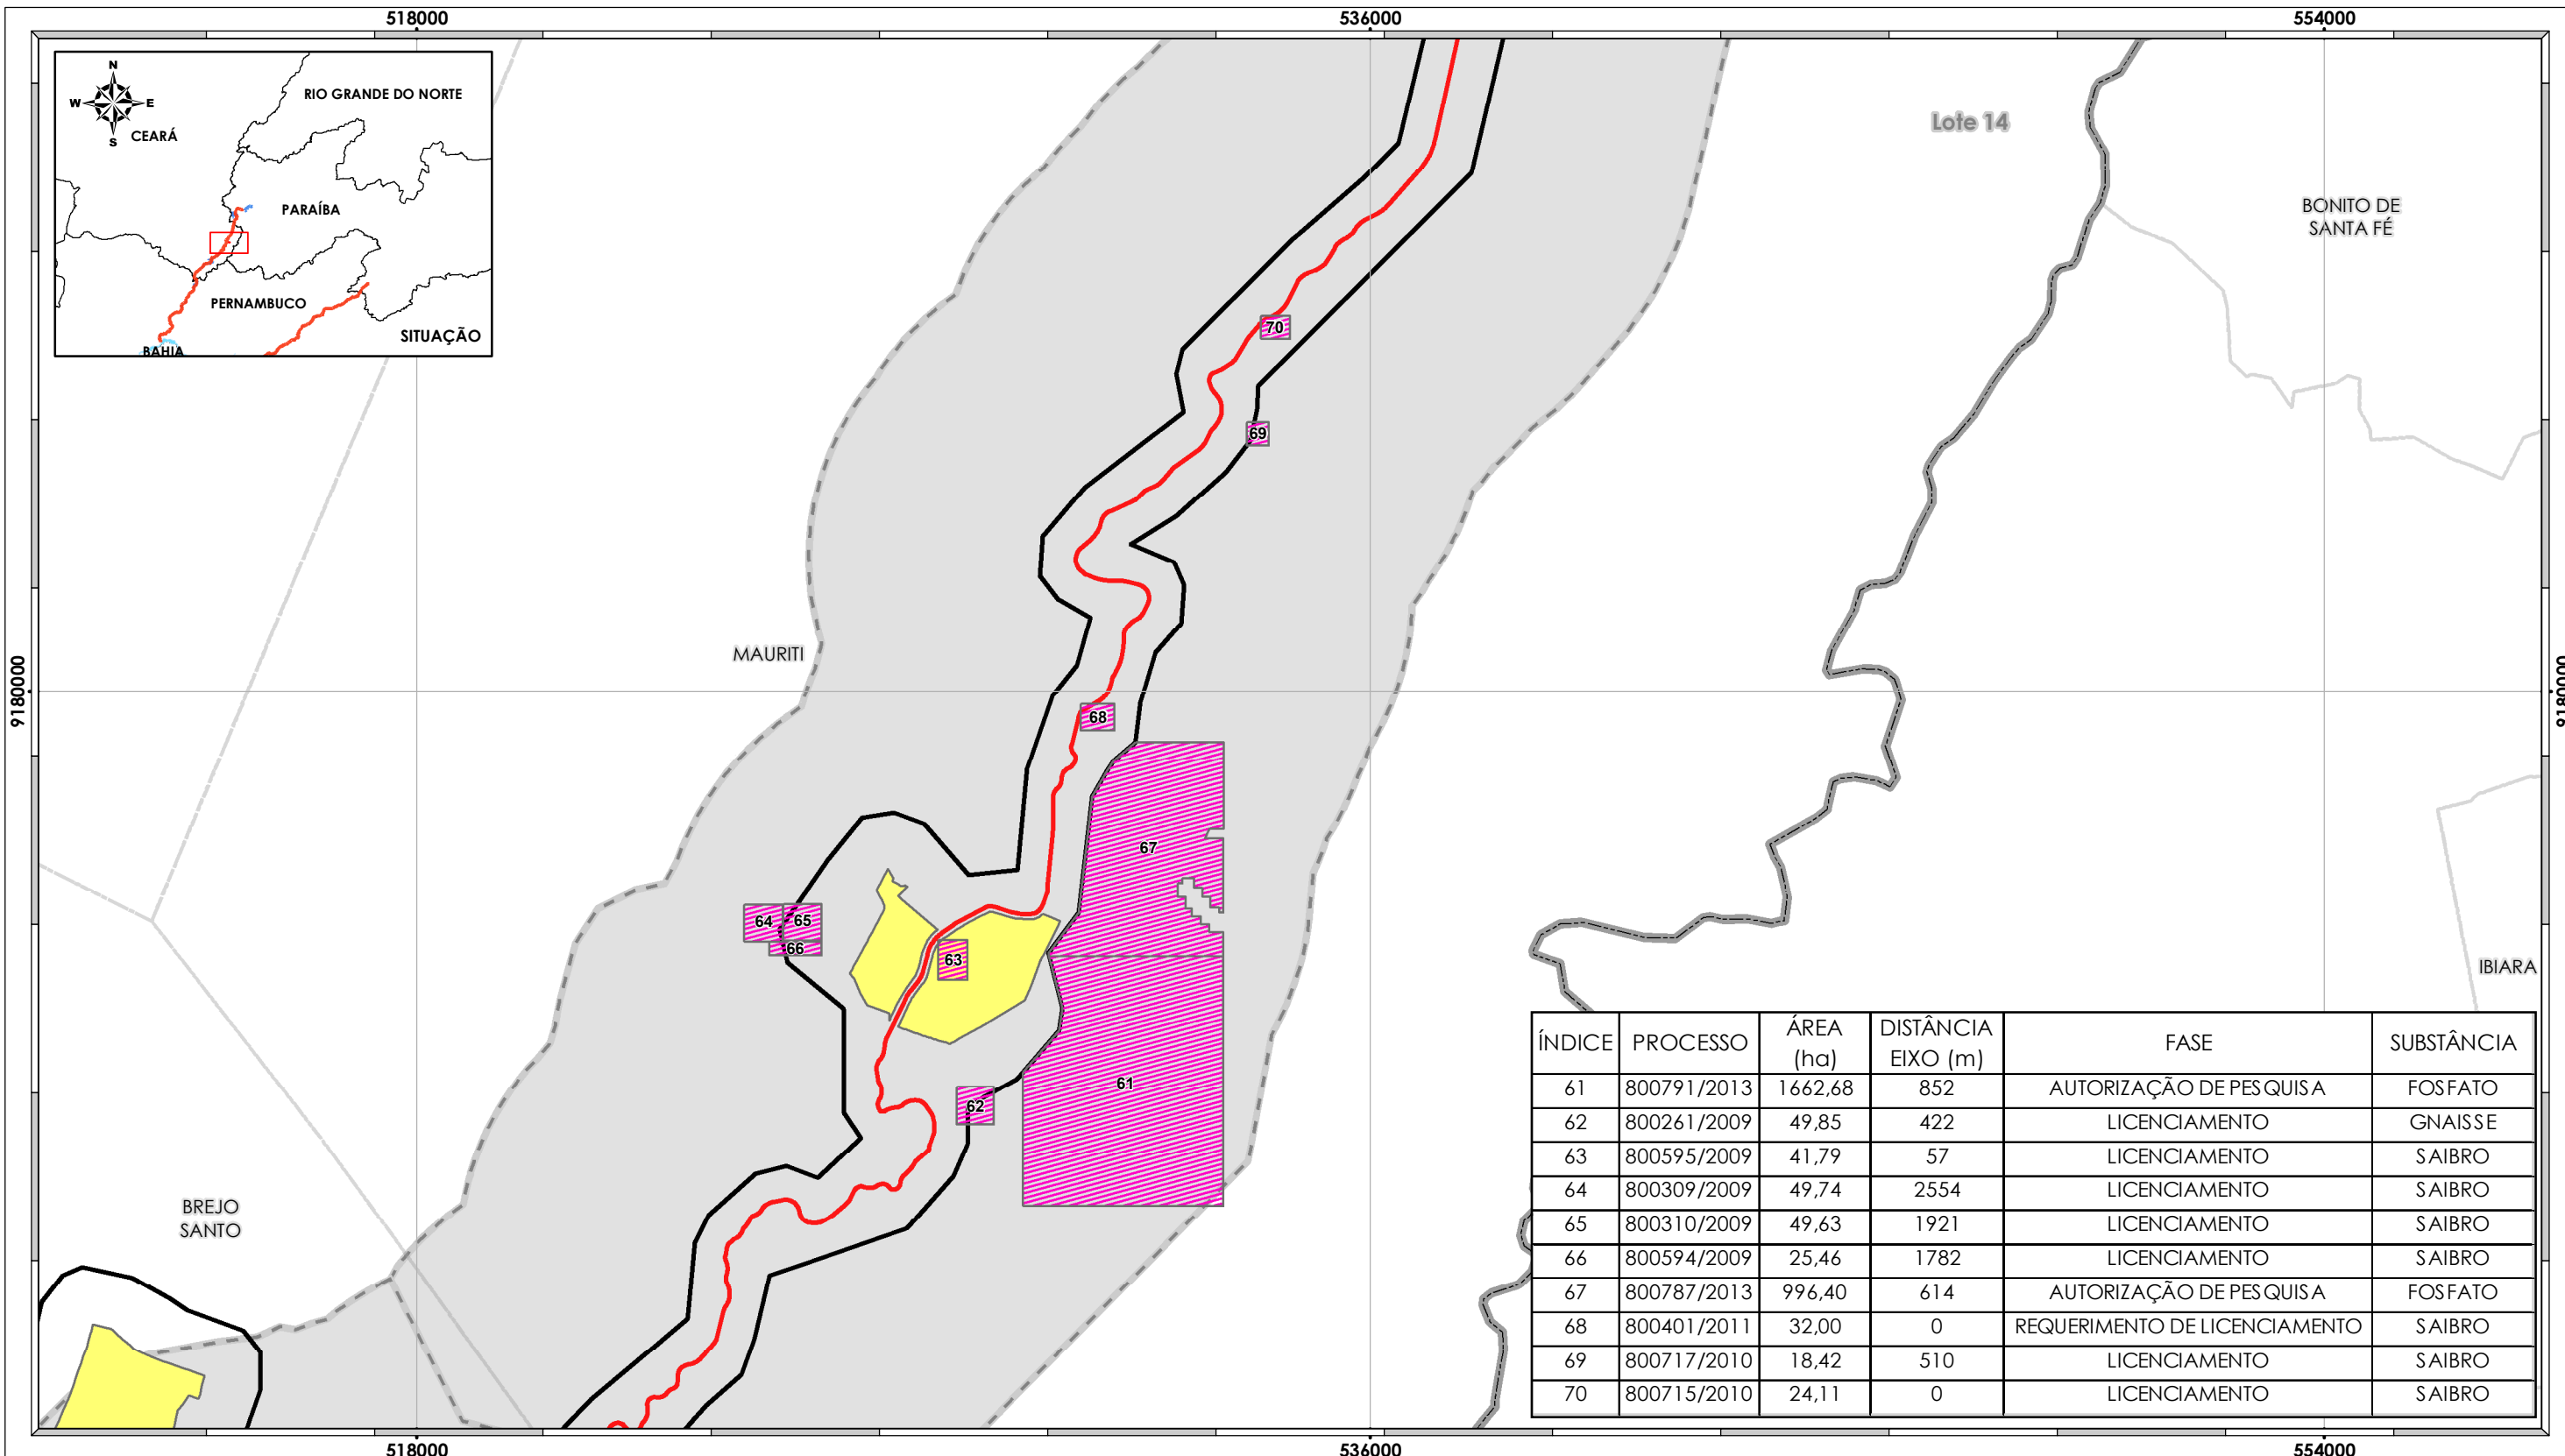 518000
536000
554000
N
W
E
S
CEARÁ
RIO GRANDE DO NORTE
PARAÍBA
PERNAMBUCO
SITUAÇÃO
BAHIA
Lote 14
BONITO DE
SANTA FÉ
70
69
MAURITI
9180000
9180000
68
67
64
65
66
63
IBIARA
61
62
BREJO
SANTO
ÍNDICE PROCESSO ÁREA (ha) DISTÂNCIA EIXO (m) FASE SUBSTÂNCIA
61 800791/2013 1662,68 852 AUTORIZAÇÃO DE PESQUISA FOSFATO
62 800261/2009 49,85 422 LICENCIAMENTO GNAISSE
63 800595/2009 41,79 57 LICENCIAMENTO SAIBRO
64 800309/2009 49,74 2554 LICENCIAMENTO SAIBRO
65 800310/2009 49,63 1921 LICENCIAMENTO SAIBRO
66 800594/2009 25,46 1782 LICENCIAMENTO SAIBRO
67 800787/2013 996,40 614 AUTORIZAÇÃO DE PESQUISA FOSFATO
68 800401/2011 32,00 0 REQUERIMENTO DE LICENCIAMENTO SAIBRO
69 800717/2010 18,42 510 LICENCIAMENTO SAIBRO
70 800715/2010 24,11 0 LICENCIAMENTO SAIBRO
518000
536000
554000